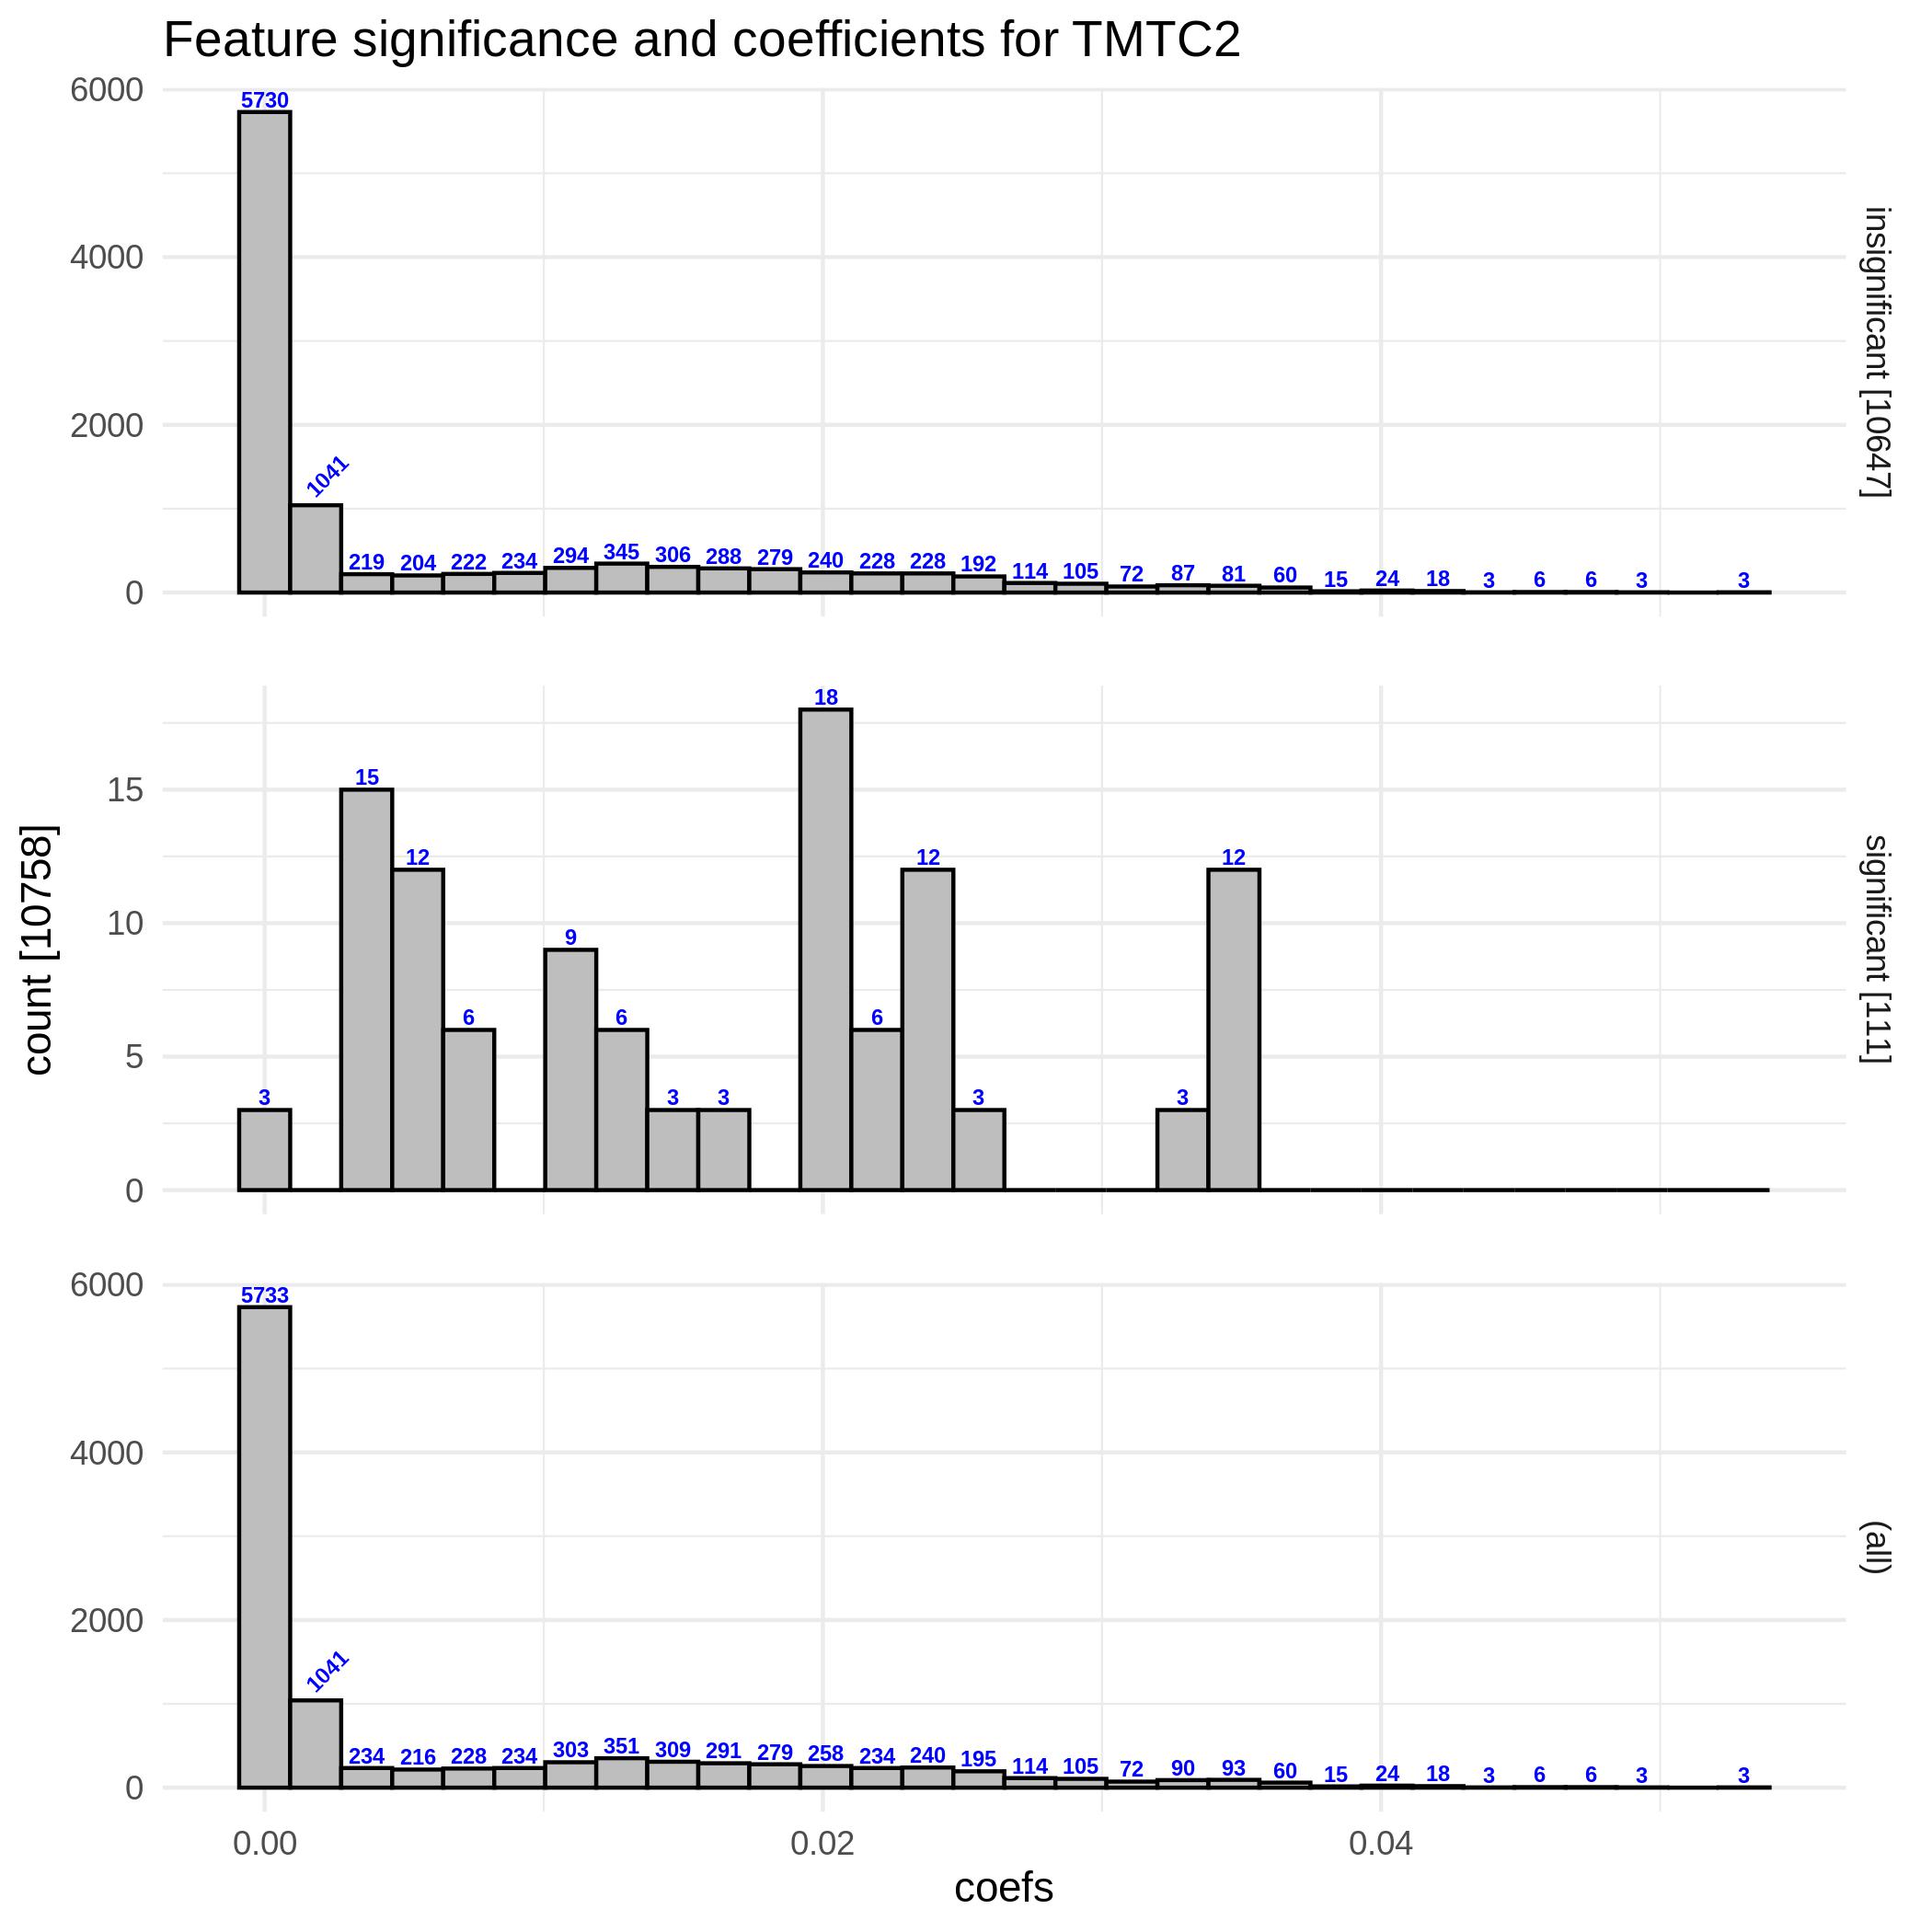 Feature significance and coefficients for TMTC2
6000
4000
2000
0
5730
1041
219 204 222 234 294 345 306 288 279 240 228 228 192 114 105 72 87 81 60 15 24 18 3 6 6 3 3
insignificant [10647]
count [10758]
15
10
5
0
3 15 12 6 9 6 3 3 18 6 12 3 3 12
significant [111]
6000
4000
2000
0
5733
1041
234 216 228 234 303 351 309 291 279 258 234 240 195 114 105 72 90 93 60 15 24 18 3 6 6 3 3
(all)
0.00 0.02 0.04
coefs